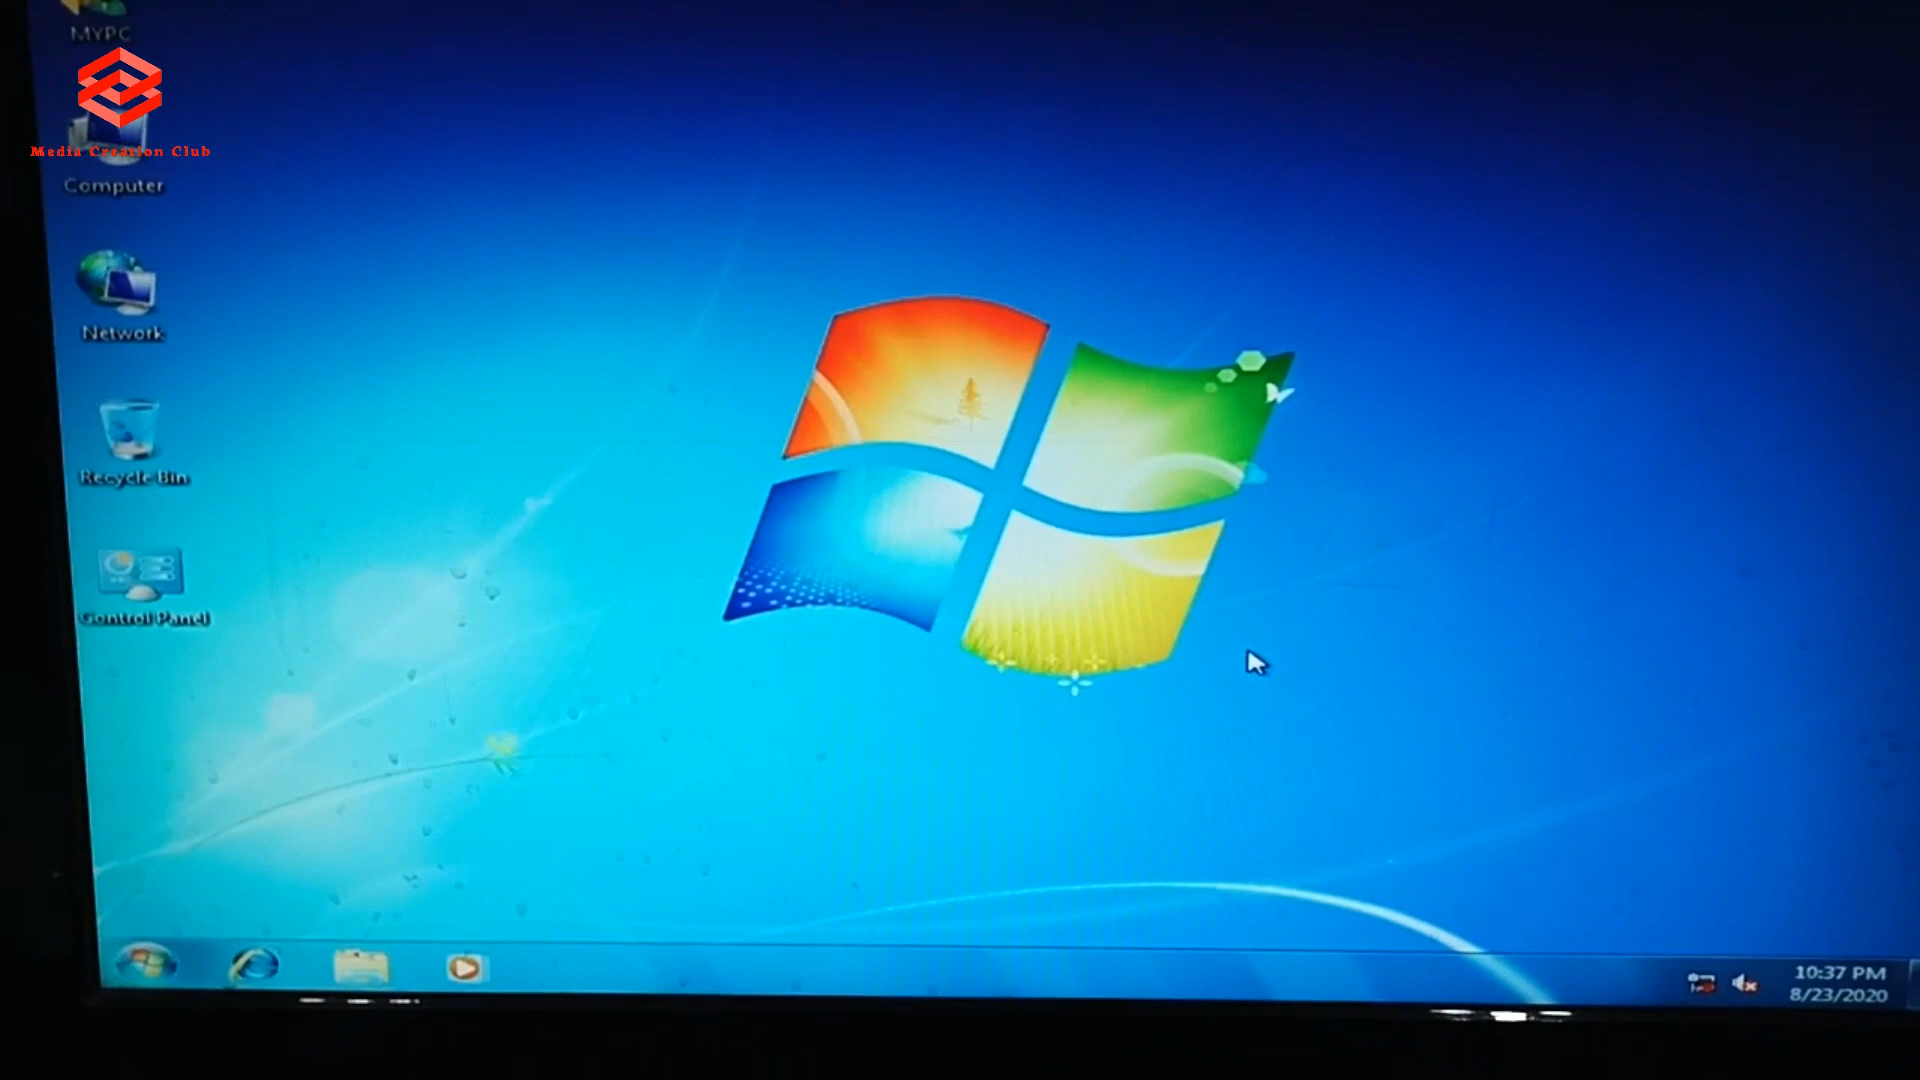 MYPC
Media Creation Club
Computer
Network
Recycle Bin
Control Panel
10:37 PM
8/23/2020